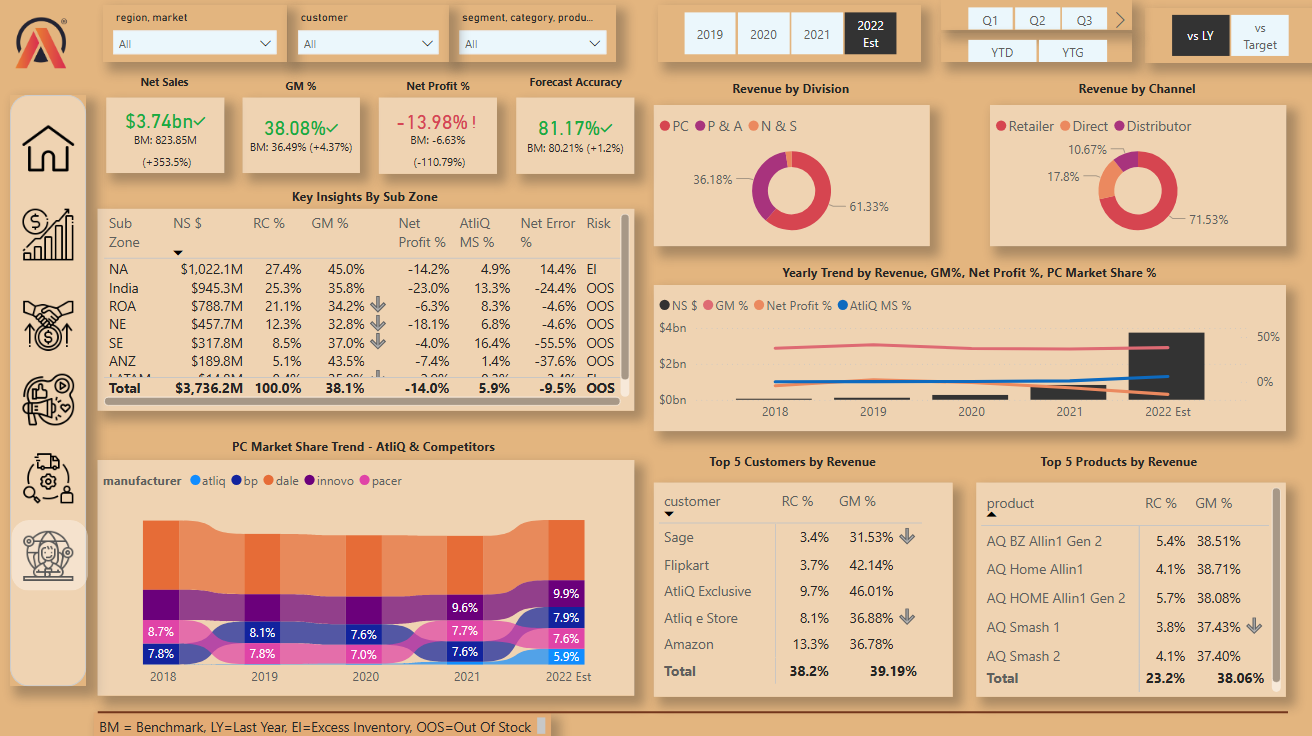 region, market
customer
segment, category, produ...
All
All
All
2019
2020
2021
2022
Est
Q1
Q2
Q3
YTD
YTG
vs LY
vs
Target
Net Sales
GM %
Net Profit %
Forecast Accuracy
$3.74bn✓
BM: 823.85M
(+353.5%)
38.08%✓
BM: 36.49% (+4.37%)
-13.98% !
BM: -6.63%
(-110.79%)
81.17%✓
BM: 80.21% (+1.2%)
Revenue by Division
PC P & A N & S
36.18%
61.33%
Revenue by Channel
Retailer Direct Distributor
10.67%
17.8%
71.53%
Key Insights By Sub Zone
Sub Zone NS $ RC % GM % Net Profit % AtliQ MS % Net Error % Risk
NA $1,022.1M 27.4% 45.0% -14.2% 4.9% 14.4% EI
India $945.3M 25.3% 35.8% -23.0% 13.3% -24.4% OOS
ROA $788.7M 21.1% 34.2% -6.3% 8.3% -4.6% OOS
NE $457.7M 12.3% 32.8% -18.1% 6.8% -4.6% OOS
SE $317.8M 8.5% 37.0% -4.0% 16.4% -55.5% OOS
ANZ $189.8M 5.1% 43.5% -7.4% 1.4% -37.6% OOS
Total $3,736.2M 100.0% 38.1% -14.0% 5.9% -9.5% OOS
Yearly Trend by Revenue, GM%, Net Profit %, PC Market Share %
NS $ GM % Net Profit % AtliQ MS %
$4bn
$2bn
$0bn
50%
0%
2018 2019 2020 2021 2022 Est
PC Market Share Trend - AtliQ & Competitors
manufacturer atliq bp dale innovo pacer
8.7%
7.8%
8.1%
7.8%
7.6%
7.0%
9.6%
7.7%
7.6%
9.9%
7.9%
7.6%
5.9%
2018 2019 2020 2021 2022 Est
Top 5 Customers by Revenue
customer RC % GM %
Sage 3.4% 31.53%
Flipkart 3.7% 42.14%
AtliQ Exclusive 9.7% 46.01%
Atliq e Store 8.1% 36.88%
Amazon 13.3% 36.78%
Total 38.2% 39.19%
Top 5 Products by Revenue
product RC % GM %
AQ BZ Allin1 Gen 2 5.4% 38.51%
AQ Home Allin1 4.1% 38.71%
AQ HOME Allin1 Gen 2 5.7% 38.08%
AQ Smash 1 3.8% 37.43%
AQ Smash 2 4.1% 37.40%
Total 23.2% 38.06%
BM = Benchmark, LY=Last Year, EI=Excess Inventory, OOS=Out Of Stock